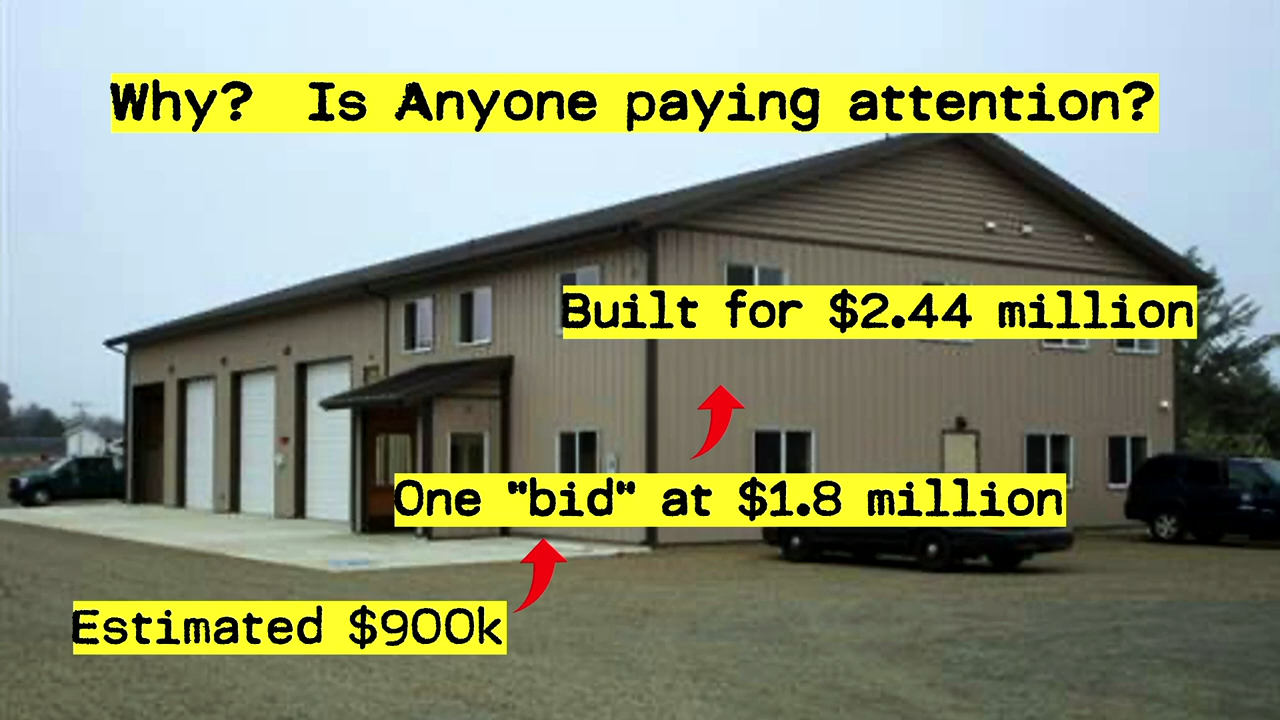 Why?  Is Anyone paying attention?
Built for $2.44 million
One "bid" at $1.8 million
Estimated $900k